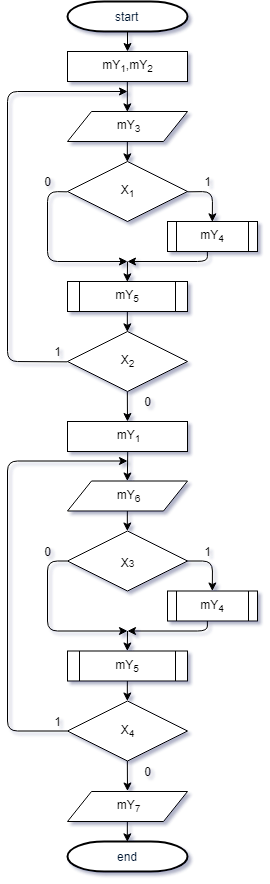 start
mY₁,mY₂
mY₃
X₁
0
1
mY₄
mY₅
X₂
1
0
mY₁
mY₆
X₃
0
1
mY₄
mY₅
X₄
1
0
mY₇
end